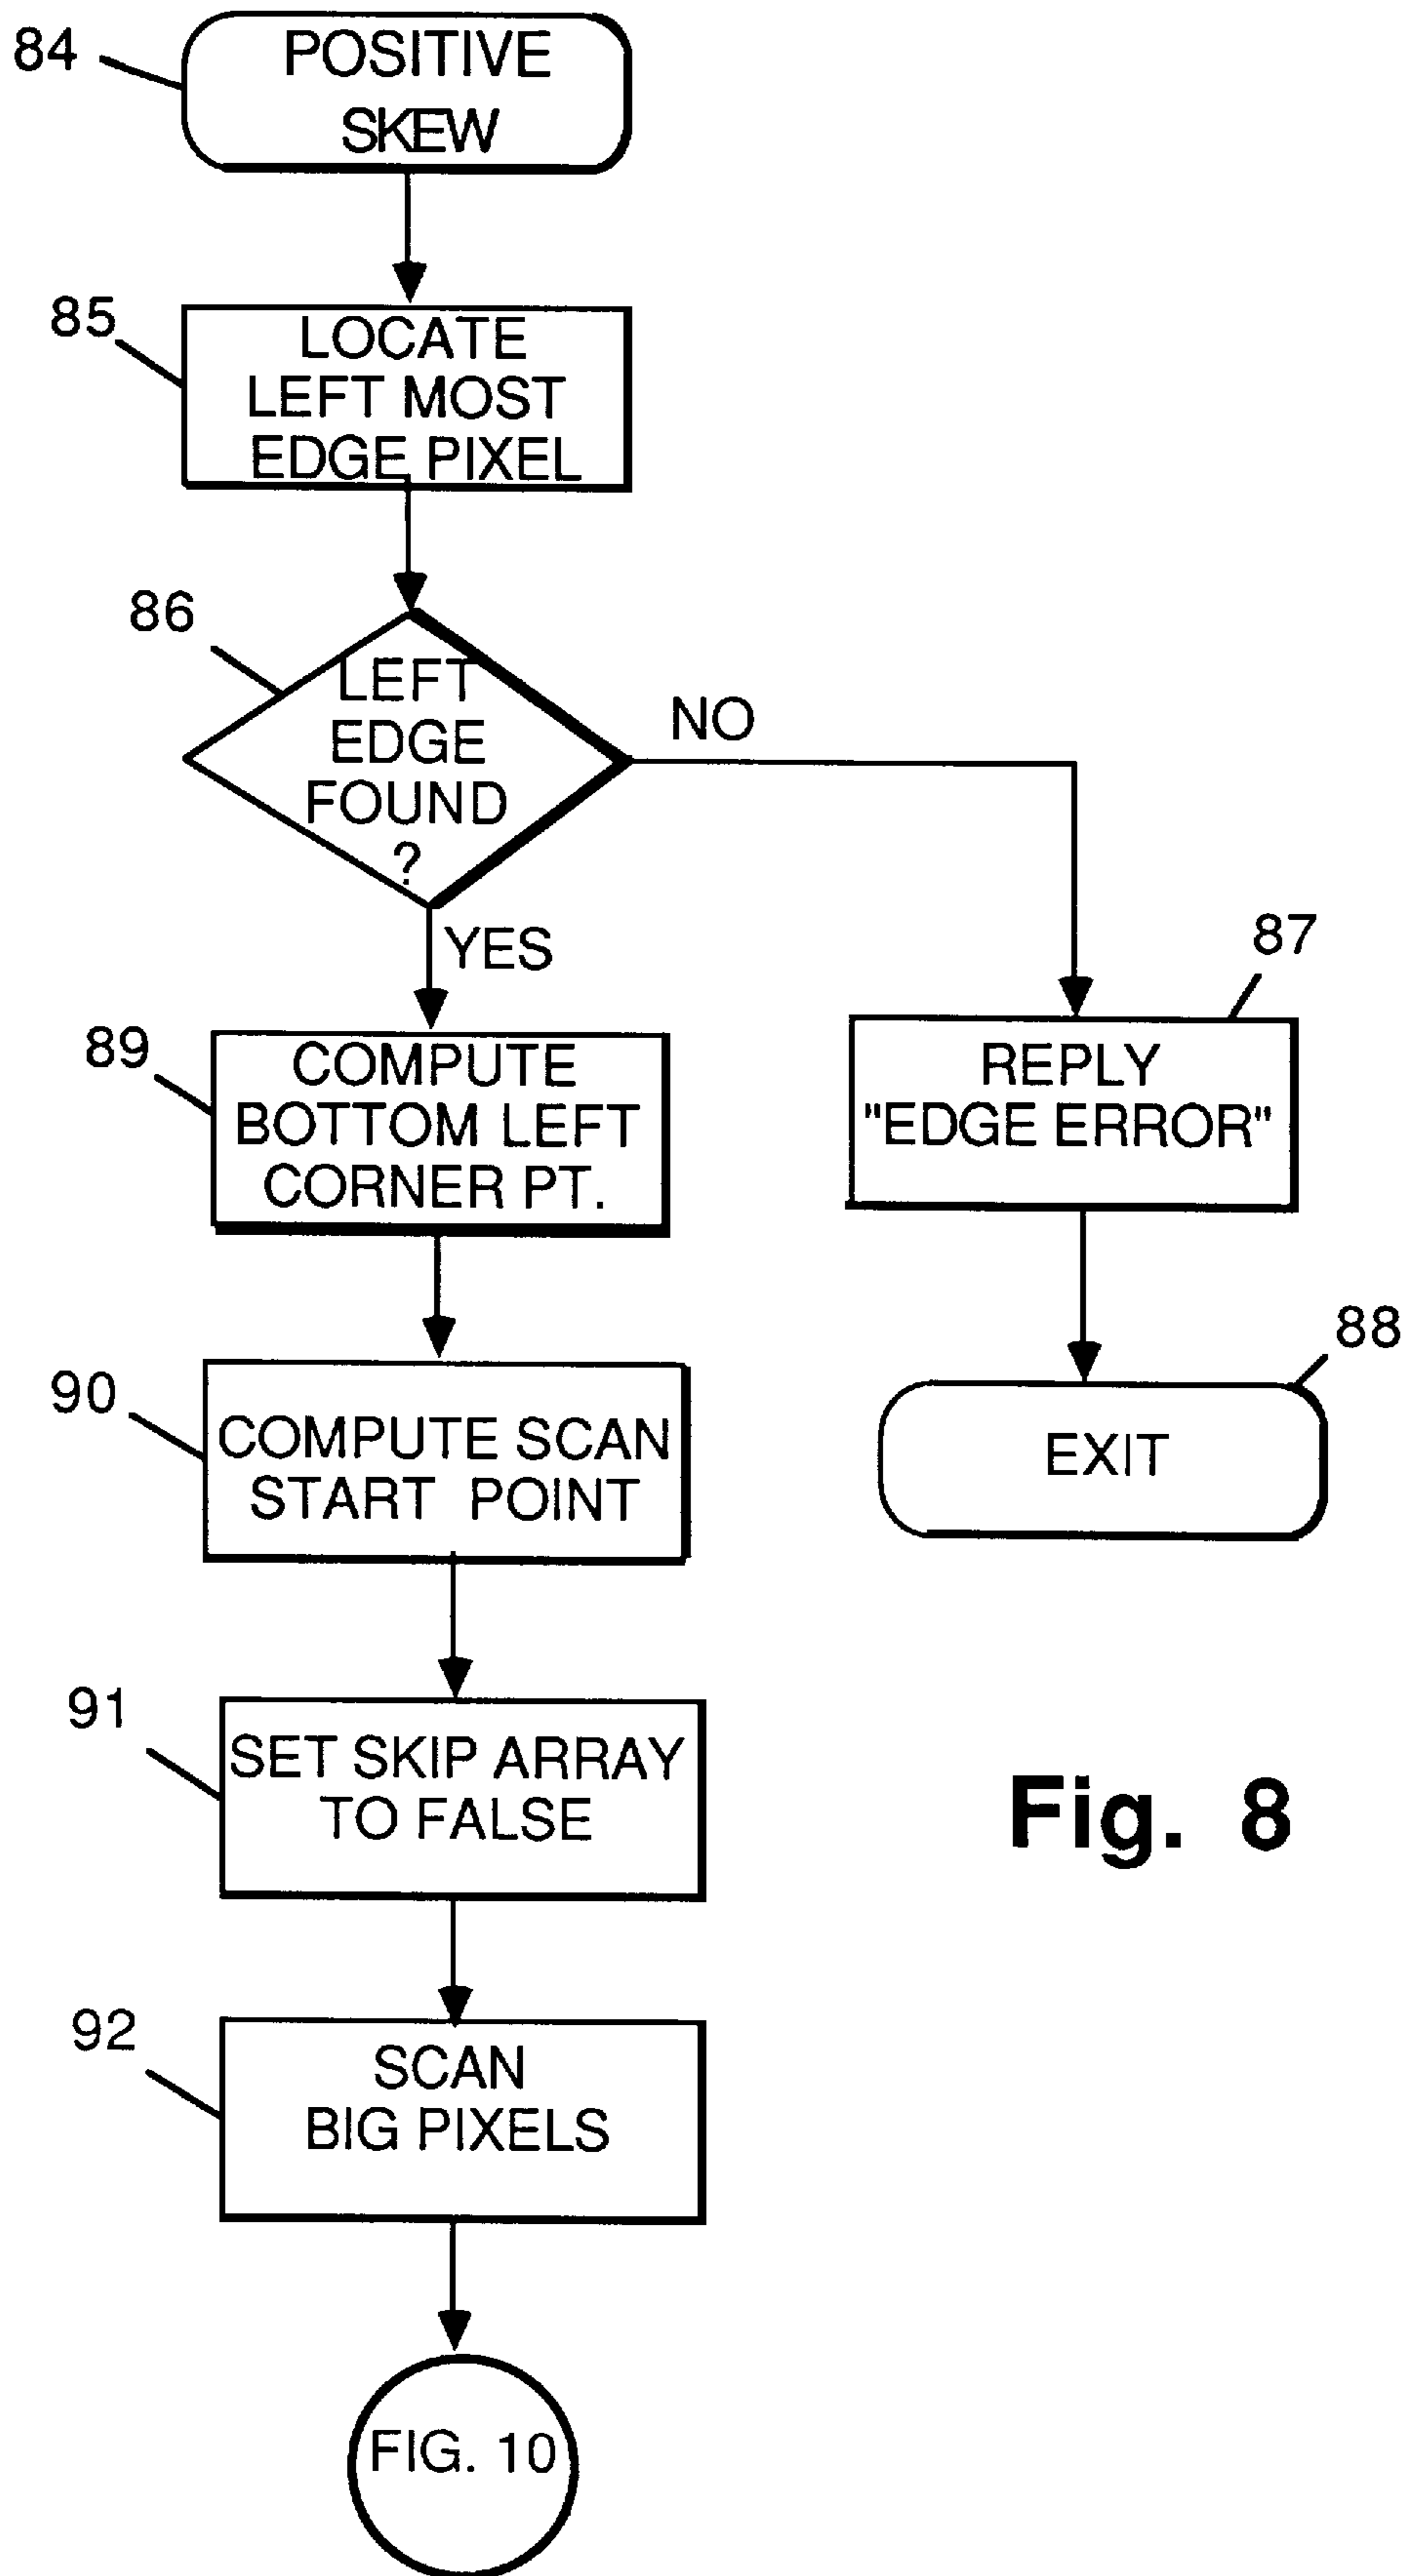 84
POSITIVE
SKEW
85
LOCATE
LEFT MOST
EDGE PIXEL
86
LEFT
EDGE
FOUND
?
NO
YES
87
REPLY
"EDGE ERROR"
88
EXIT
89
COMPUTE
BOTTOM LEFT
CORNER PT.
90
COMPUTE SCAN
START POINT
91
SET SKIP ARRAY
TO FALSE
92
SCAN
BIG PIXELS
FIG. 10
Fig. 8